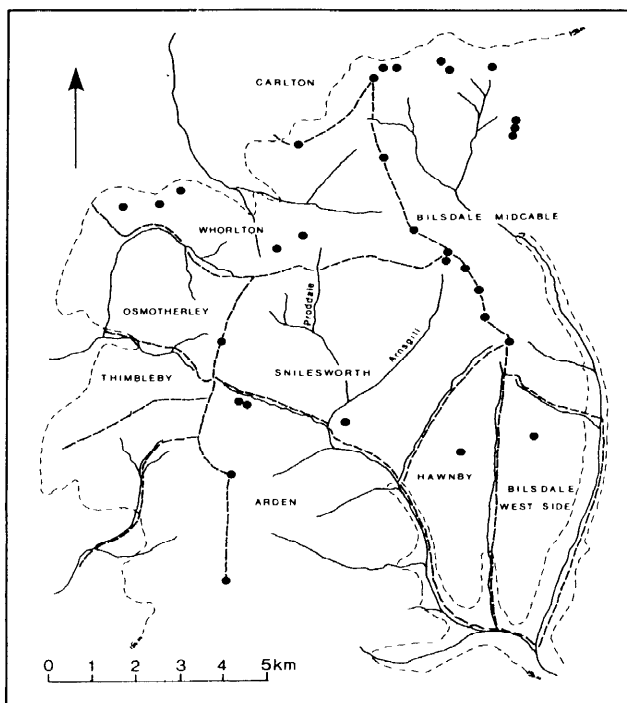 CARLTON
BILSDALE MIDCABLE
WHORLTON
Proddale
Arnsgill
OSMOTHERLEY
SNILESWORTH
THIMBLEBY
HAWNBY
BILSDALE
WEST SIDE
ARDEN
0 1 2 3 4 5km